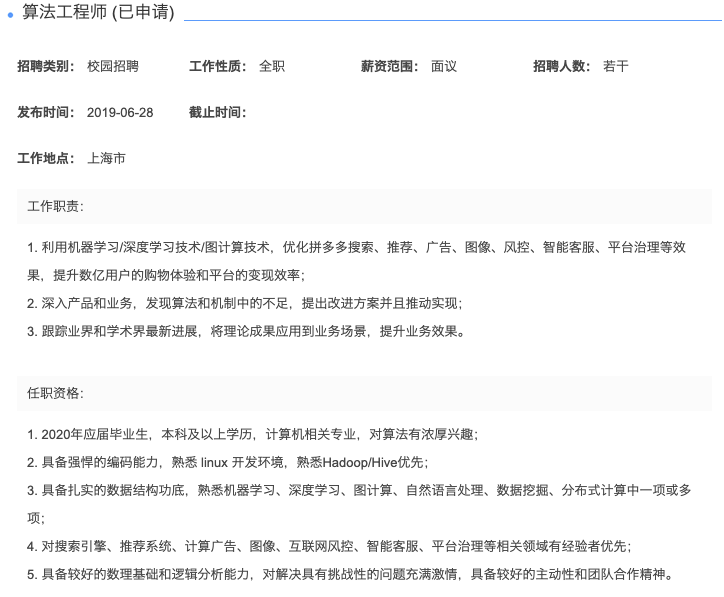 算法工程师 (已申请)
招聘类别: 校园招聘 工作性质: 全职 薪资范围: 面议 招聘人数: 若干
发布时间: 2019-06-28 截止时间:
工作地点: 上海市
工作职责:
1. 利用机器学习/深度学习技术/图计算技术，优化拼多多搜索、推荐、广告、图像、风控、智能客服、平台治理等效
果，提升数亿用户的购物体验和平台的变现效率；
2. 深入产品和业务，发现算法和机制中的不足，提出改进方案并且推动实现；
3. 跟踪业界和学术界最新进展，将理论成果应用到业务场景，提升业务效果。
任职资格:
1. 2020年应届毕业生，本科及以上学历，计算机相关专业，对算法有浓厚兴趣；
2. 具备强悍的编码能力，熟悉 linux 开发环境，熟悉Hadoop/Hive优先；
3. 具备扎实的数据结构功底，熟悉机器学习、深度学习、图计算、自然语言处理、数据挖掘、分布式计算中一项或多
项；
4. 对搜索引擎、推荐系统、计算广告、图像、互联网风控、智能客服、平台治理等相关领域有经验者优先；
5. 具备较好的数理基础和逻辑分析能力，对解决具有挑战性的问题充满激情，具备较好的主动性和团队合作精神。